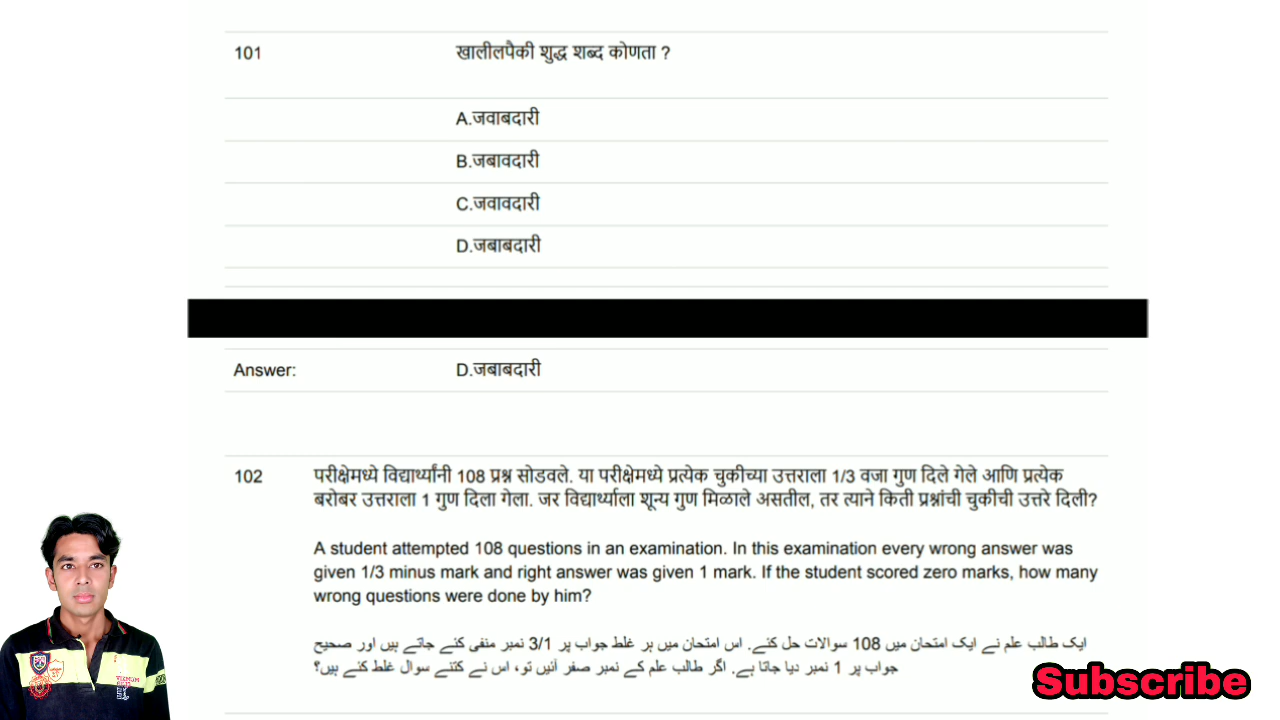 101 खालीलपैकी शुद्ध शब्द कोणता ?
A.जवाबदारी
B.जबावदारी
C.जवावदारी
D.जबाबदारी
Answer: D.जबाबदारी
102 परीक्षेमध्ये विद्यार्थ्यांनी 108 प्रश्न सोडवले. या परीक्षेमध्ये प्रत्येक चुकीच्या उत्तराला 1/3 वजा गुण दिले गेले आणि प्रत्येक
बरोबर उत्तराला 1 गुण दिला गेला. जर विद्यार्थ्याला शून्य गुण मिळाले असतील, तर त्याने किती प्रश्नांची चुकीची उत्तरे दिली?
A student attempted 108 questions in an examination. In this examination every wrong answer was
given 1/3 minus mark and right answer was given 1 mark. If the student scored zero marks, how many
wrong questions were done by him?
ایک طالب علم نے ایک امتحان میں 108 سوالات حل کئے. اس امتحان میں ہر غلط جواب پر 3/1 نمبر منفی کئے جاتے ہیں اور صحیح
جواب پر 1 نمبر دیا جاتا ہے. اگر طالب علم کے نمبر صفر آئیں تو، اس نے کتنے سوال غلط کئے ہیں؟
Subscribe